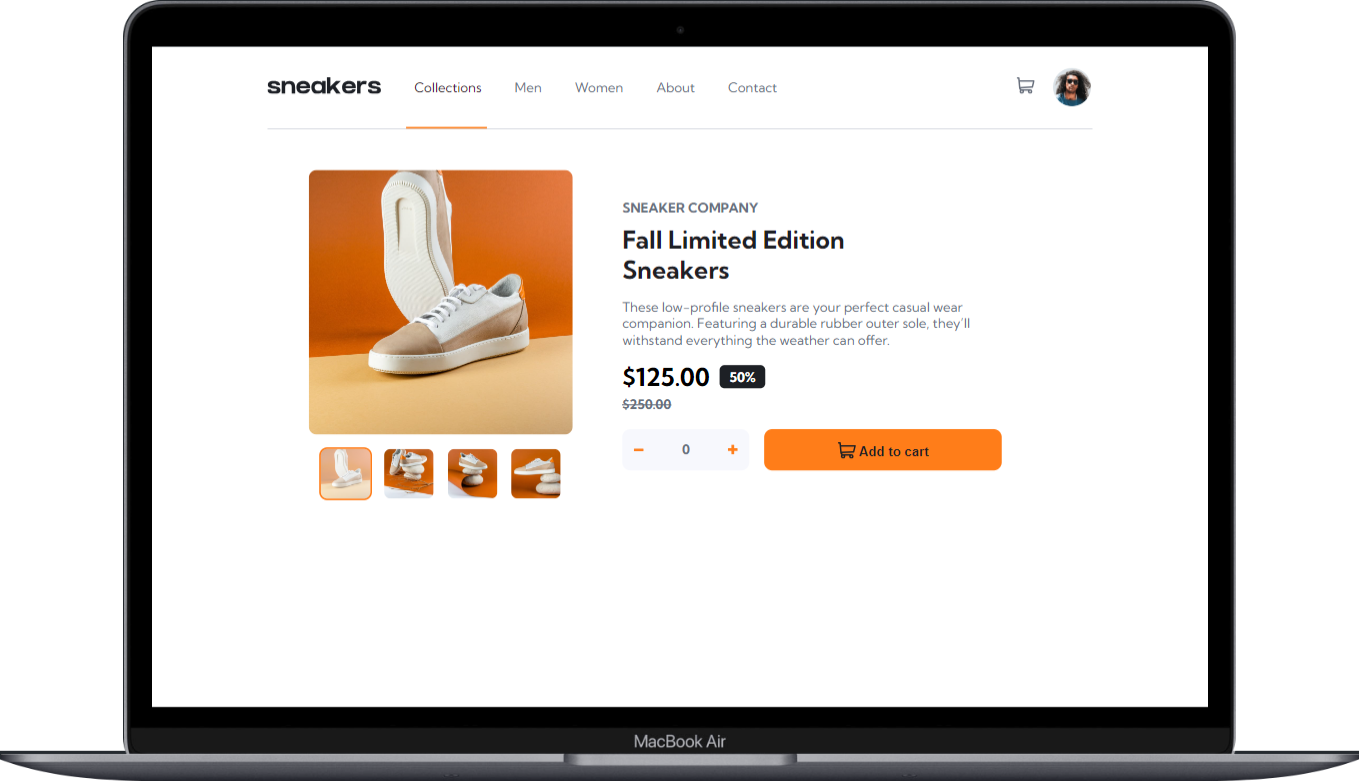 sneakers Collections Men Women About Contact
SNEAKER COMPANY
Fall Limited Edition
Sneakers
These low-profile sneakers are your perfect casual wear
companion. Featuring a durable rubber outer sole, they'll
withstand everything the weather can offer.
$125.00 50%
$250.00
− 0 + Add to cart
MacBook Air